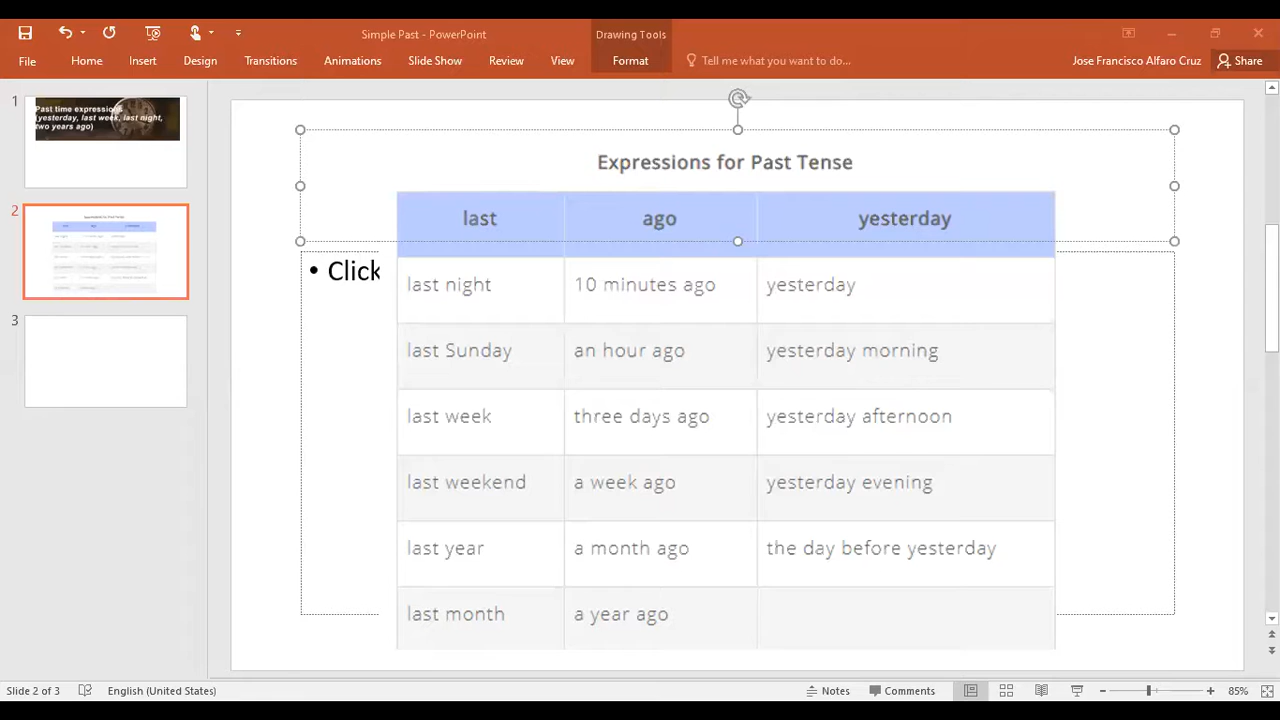 Simple Past - PowerPoint
Drawing Tools
File Home Insert Design Transitions Animations Slide Show Review View Format Tell me what you want to do... Jose Francisco Alfaro Cruz Share
1
Past time expressions
(yesterday, last week, last night,
two years ago)
2
3
Expressions for Past Tense
last ago yesterday
• Click
last night 10 minutes ago yesterday
last Sunday an hour ago yesterday morning
last week three days ago yesterday afternoon
last weekend a week ago yesterday evening
last year a month ago the day before yesterday
last month a year ago
Slide 2 of 3 English (United States) Notes Comments 85%